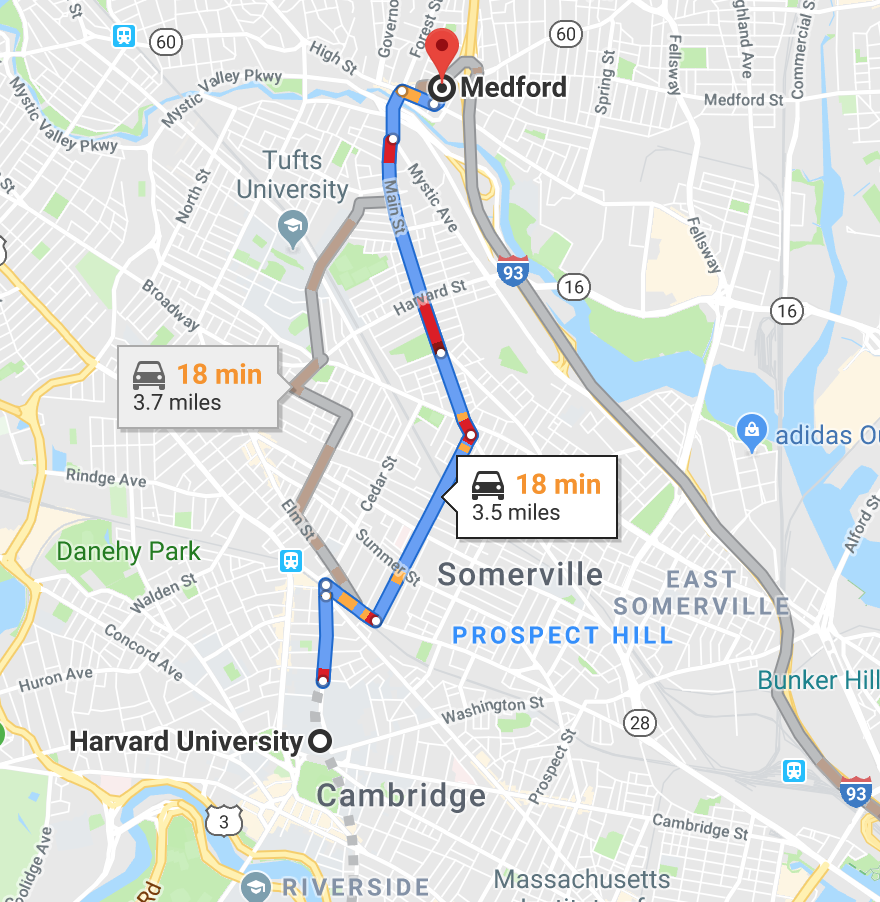 St
60
High St
Governo
Forest S
60
Fellsway
ghland Ave
Commercial S
Spring St
Medford
Medford St
Mystic Valley Pkwy
Mystic Valley Pkwy
Tufts
University
North St
Main St
Mystic Ave
Fellsway
93
16
16
Harvard St
Broadway
18 min
3.7 miles
adidas Ou
18 min
3.5 miles
Rindge Ave
Cedar St
Elm St
Summer St
Alford St
Danehy Park
Walden St
Somerville
EAST
SOMERVILLE
PROSPECT HILL
Concord Ave
Huron Ave
Bunker Hill
Washington St
28
Harvard University
Prospect St
Cambridge
93
3
Cambridge St
oolidge Ave
Rd
RIVERSIDE
Massachusetts